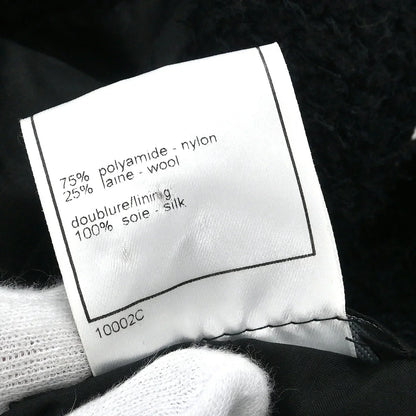 75% polyamide - nylon
25% laine - wool
doublure/lining
100% soie - silk
10002C